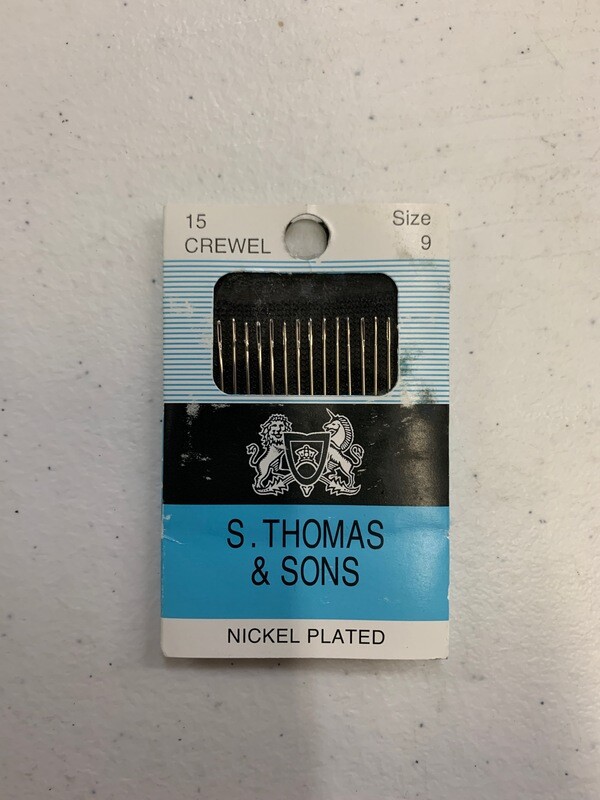 15
CREWEL
Size
9
S. THOMAS
& SONS
NICKEL PLATED